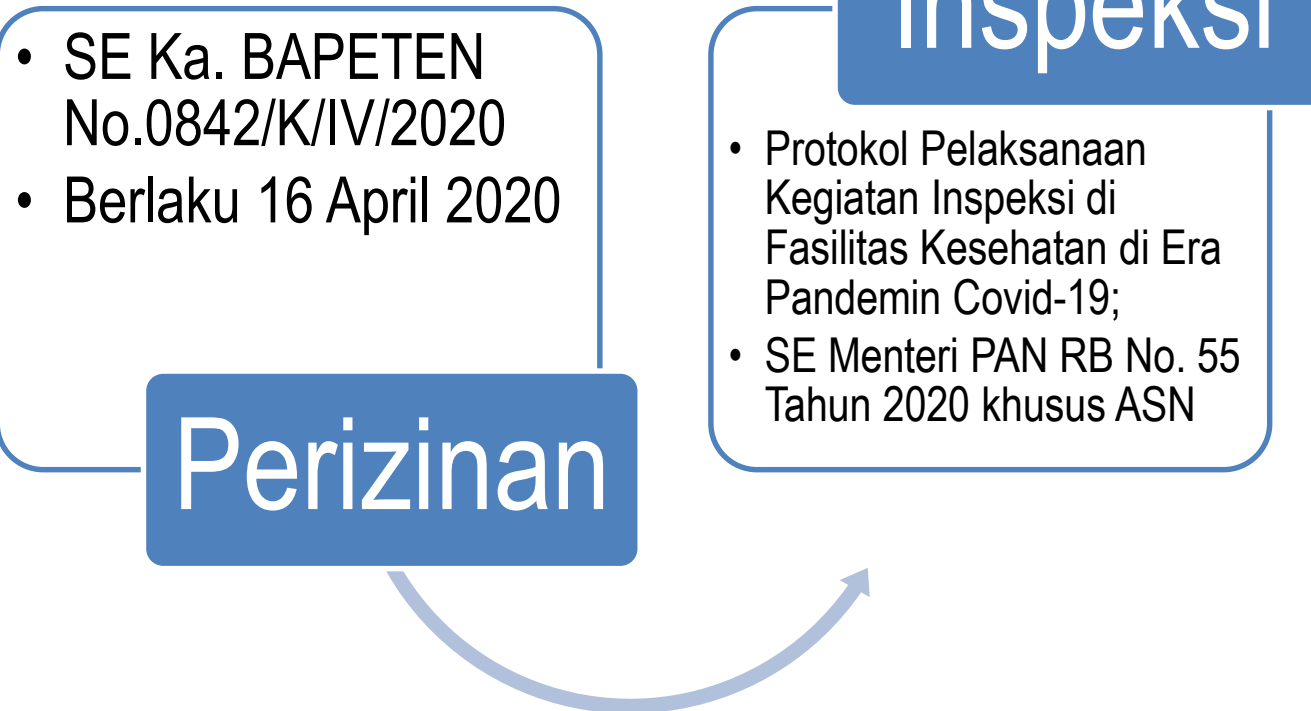 • SE Ka. BAPETEN
No.0842/K/IV/2020
• Berlaku 16 April 2020
Perizinan
Inspeksi
• Protokol Pelaksanaan
Kegiatan Inspeksi di
Fasilitas Kesehatan di Era
Pandemin Covid-19;
• SE Menteri PAN RB No. 55
Tahun 2020 khusus ASN